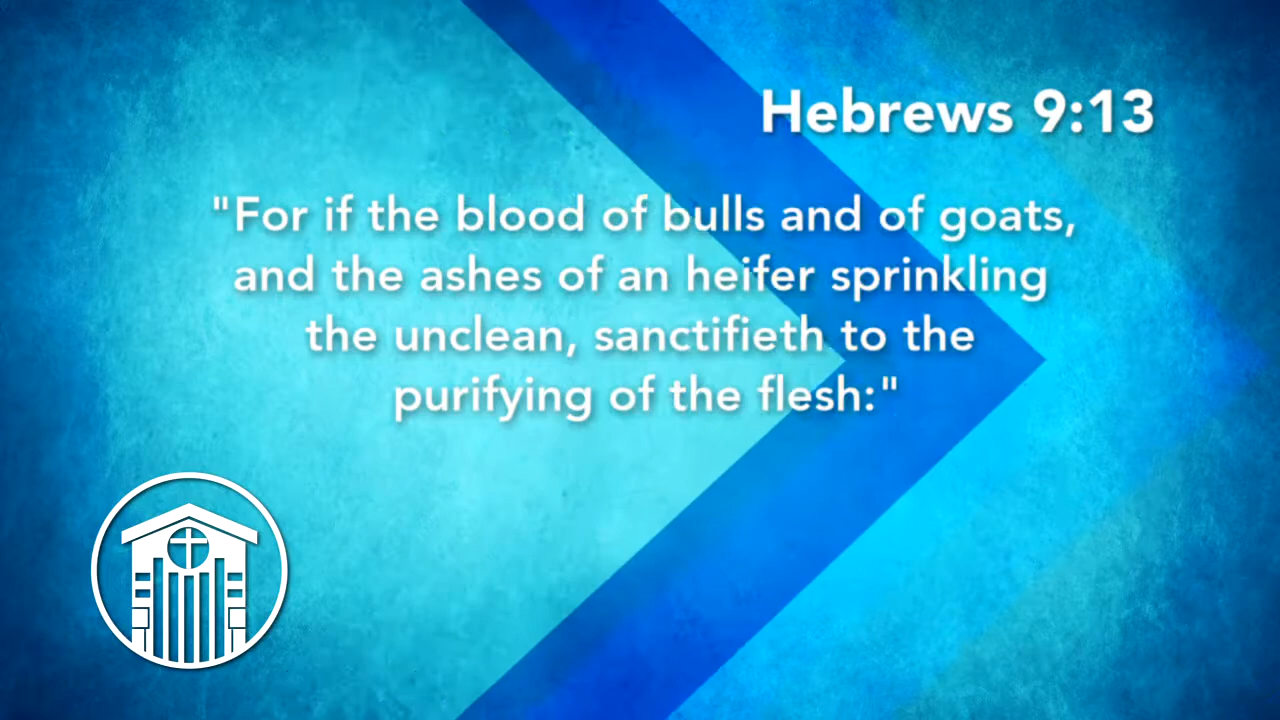 Hebrews 9:13
"For if the blood of bulls and of goats,
and the ashes of an heifer sprinkling
the unclean, sanctifieth to the
purifying of the flesh:"